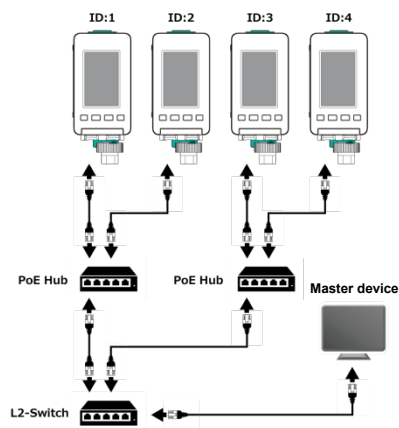 ID:1 ID:2 ID:3 ID:4
PoE Hub PoE Hub
Master device
L2-Switch